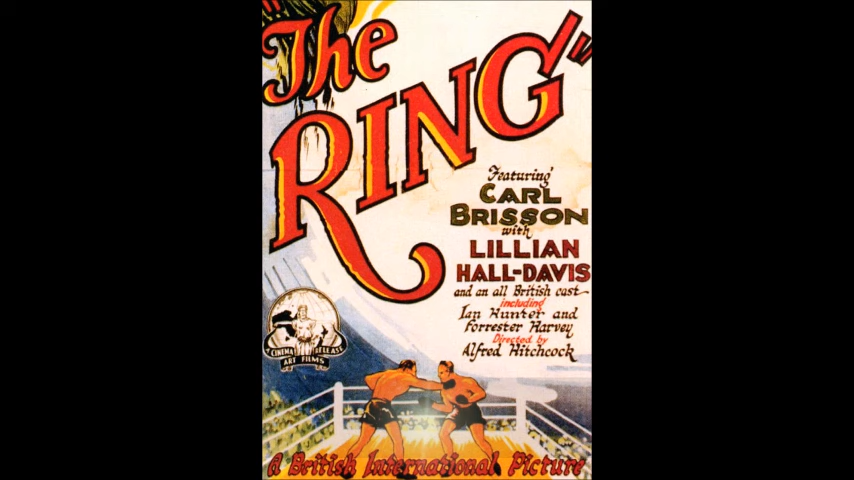 "The
RING"
Featuring
CARL
BRISSON
with
LILLIAN
HALL-DAVIS
and an all British cast
including
Ian Hunter and
Forrester Harvey
Directed by
Alfred Hitchcock
A CINEMA RELEASE
ART FILMS
A British International Picture